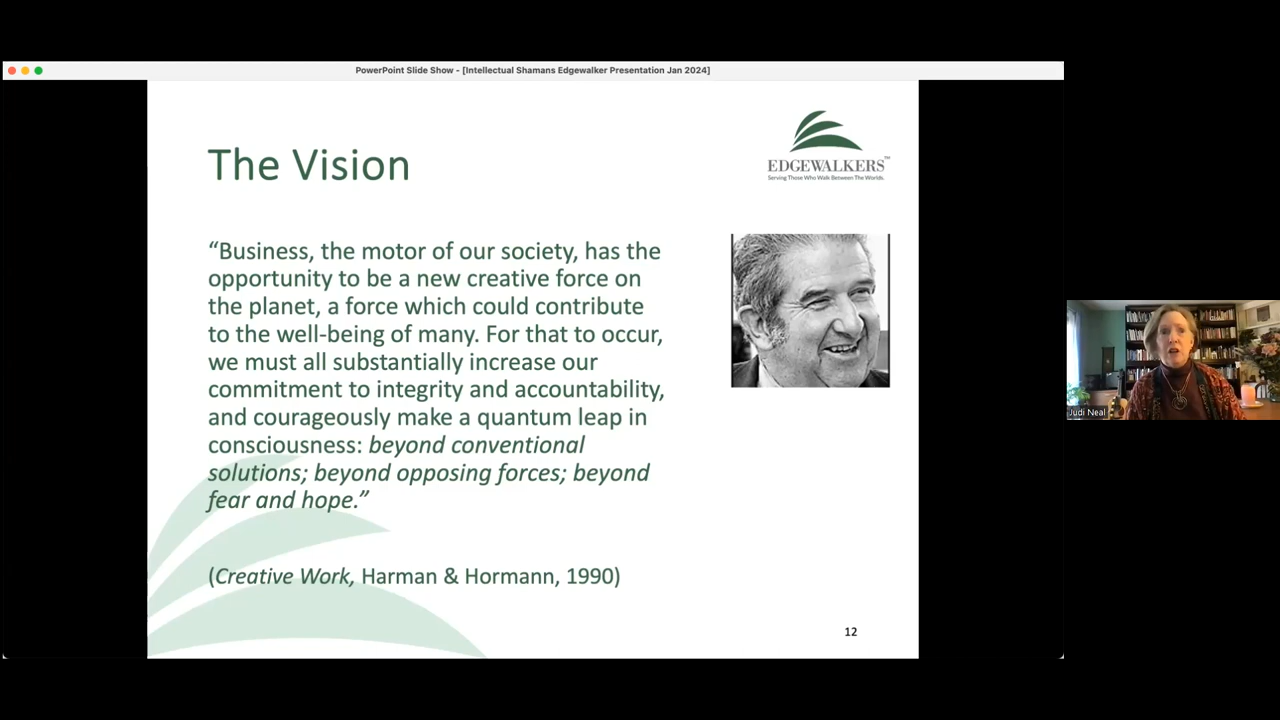 PowerPoint Slide Show - [Intellectual Shamans Edgewalker Presentation Jan 2024]
The Vision
EDGEWALKERS™
Serving Those Who Walk Between The Worlds.
“Business, the motor of our society, has the
opportunity to be a new creative force on
the planet, a force which could contribute
to the well-being of many. For that to occur,
we must all substantially increase our
commitment to integrity and accountability,
and courageously make a quantum leap in
consciousness: beyond conventional
solutions; beyond opposing forces; beyond
fear and hope.”
(Creative Work, Harman & Hormann, 1990)
12
Judi Neal